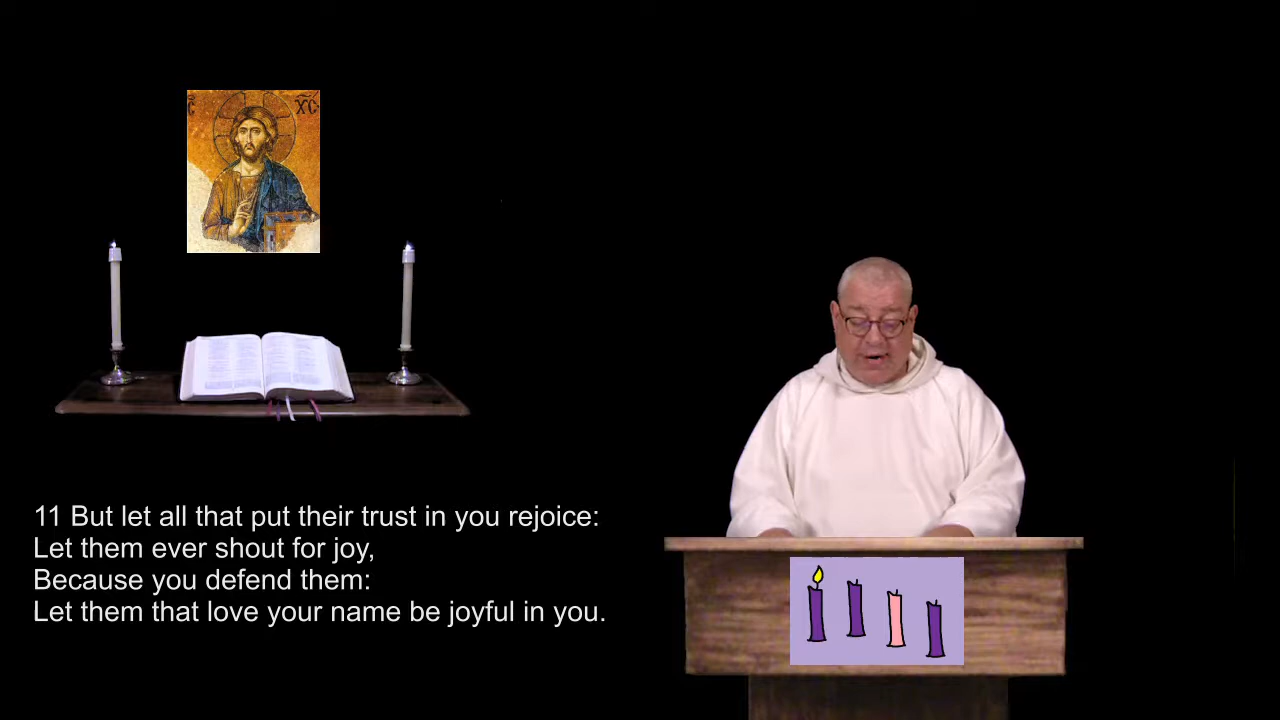 XC
11 But let all that put their trust in you rejoice:
Let them ever shout for joy,
Because you defend them:
Let them that love your name be joyful in you.